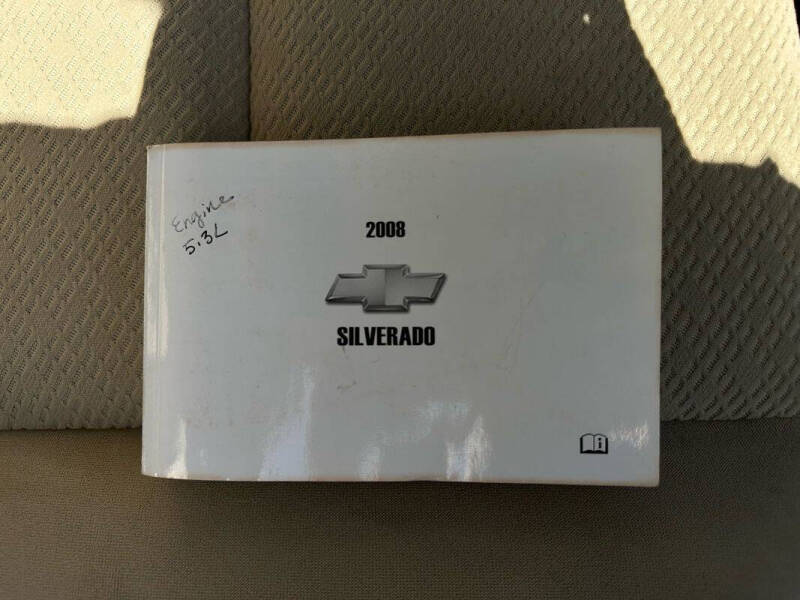 Engine
5.3L
2008
SILVERADO
i